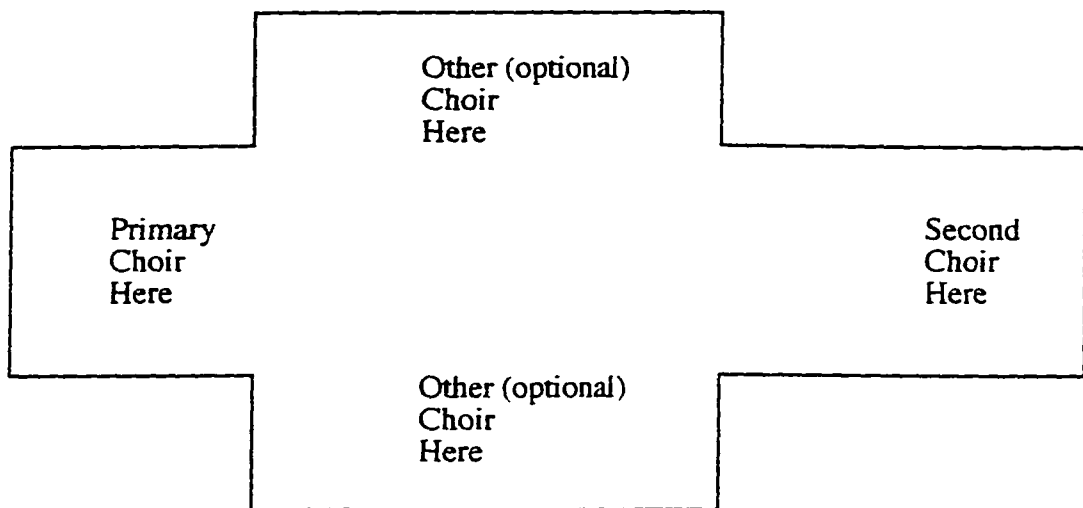 Other (optional)
Choir
Here
Primary
Choir
Here
Second
Choir
Here
Other (optional)
Choir
Here